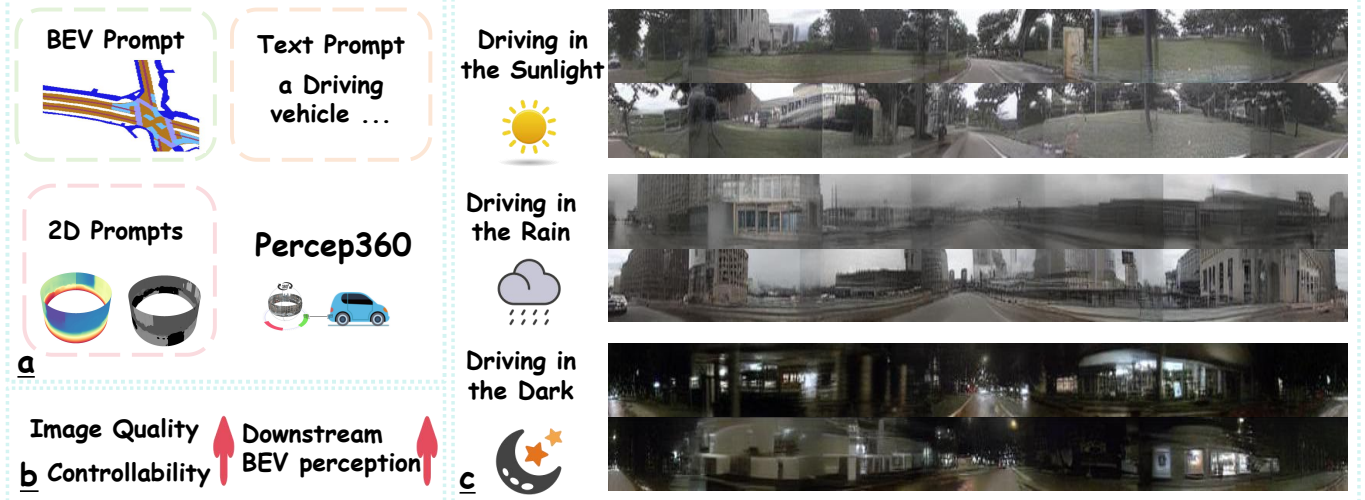 BEV Prompt
Text Prompt
a Driving
vehicle ...
2D Prompts
Percep360
a
Image Quality
b Controllability
Downstream
BEV perception
Driving in
the Sunlight
Driving in
the Rain
Driving in
the Dark
c